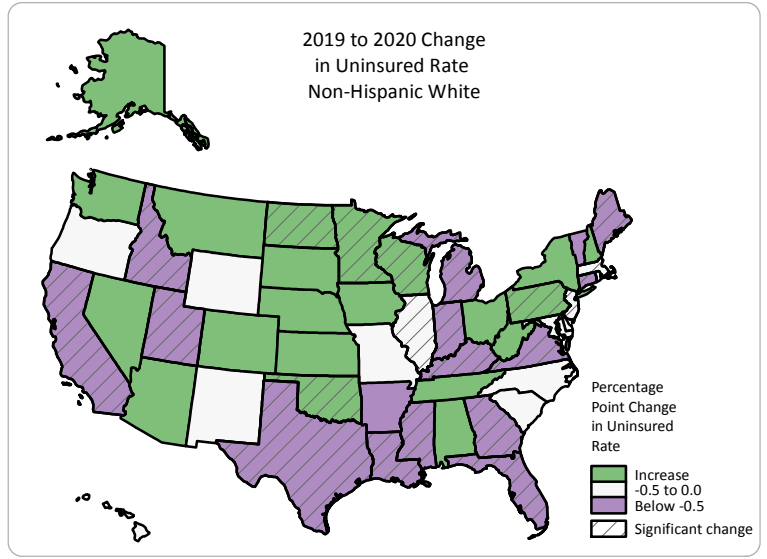 2019 to 2020 Change
in Uninsured Rate
Non-Hispanic White
Percentage
Point Change
in Uninsured
Rate
Increase
-0.5 to 0.0
Below -0.5
Significant change